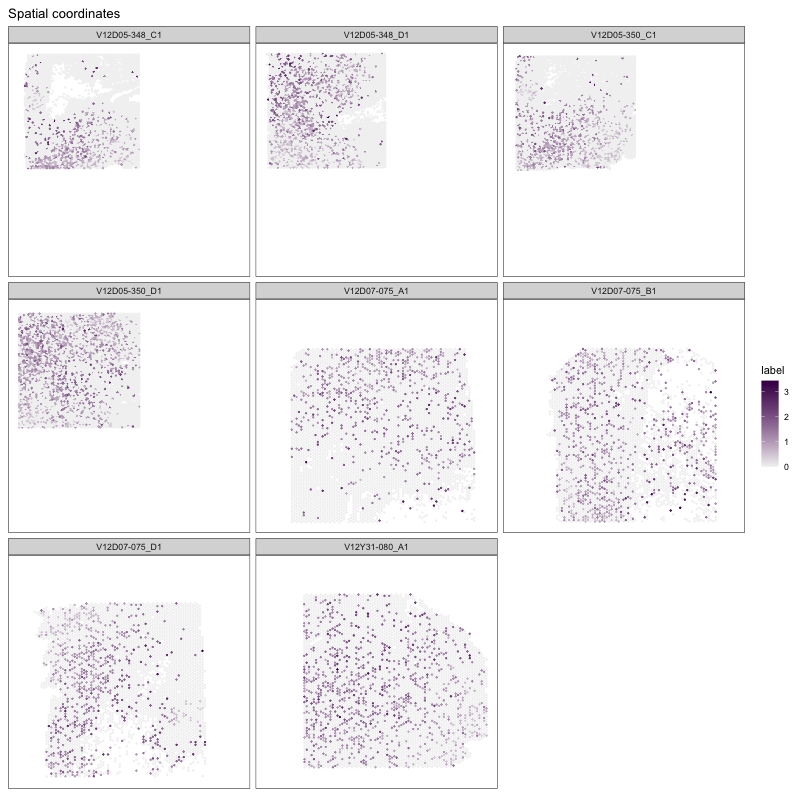 Spatial coordinates
V12D05-348_C1
V12D05-348_D1
V12D05-350_C1
V12D05-350_D1
V12D07-075_A1
V12D07-075_B1
label
3
2
1
0
V12D07-075_D1
V12Y31-080_A1